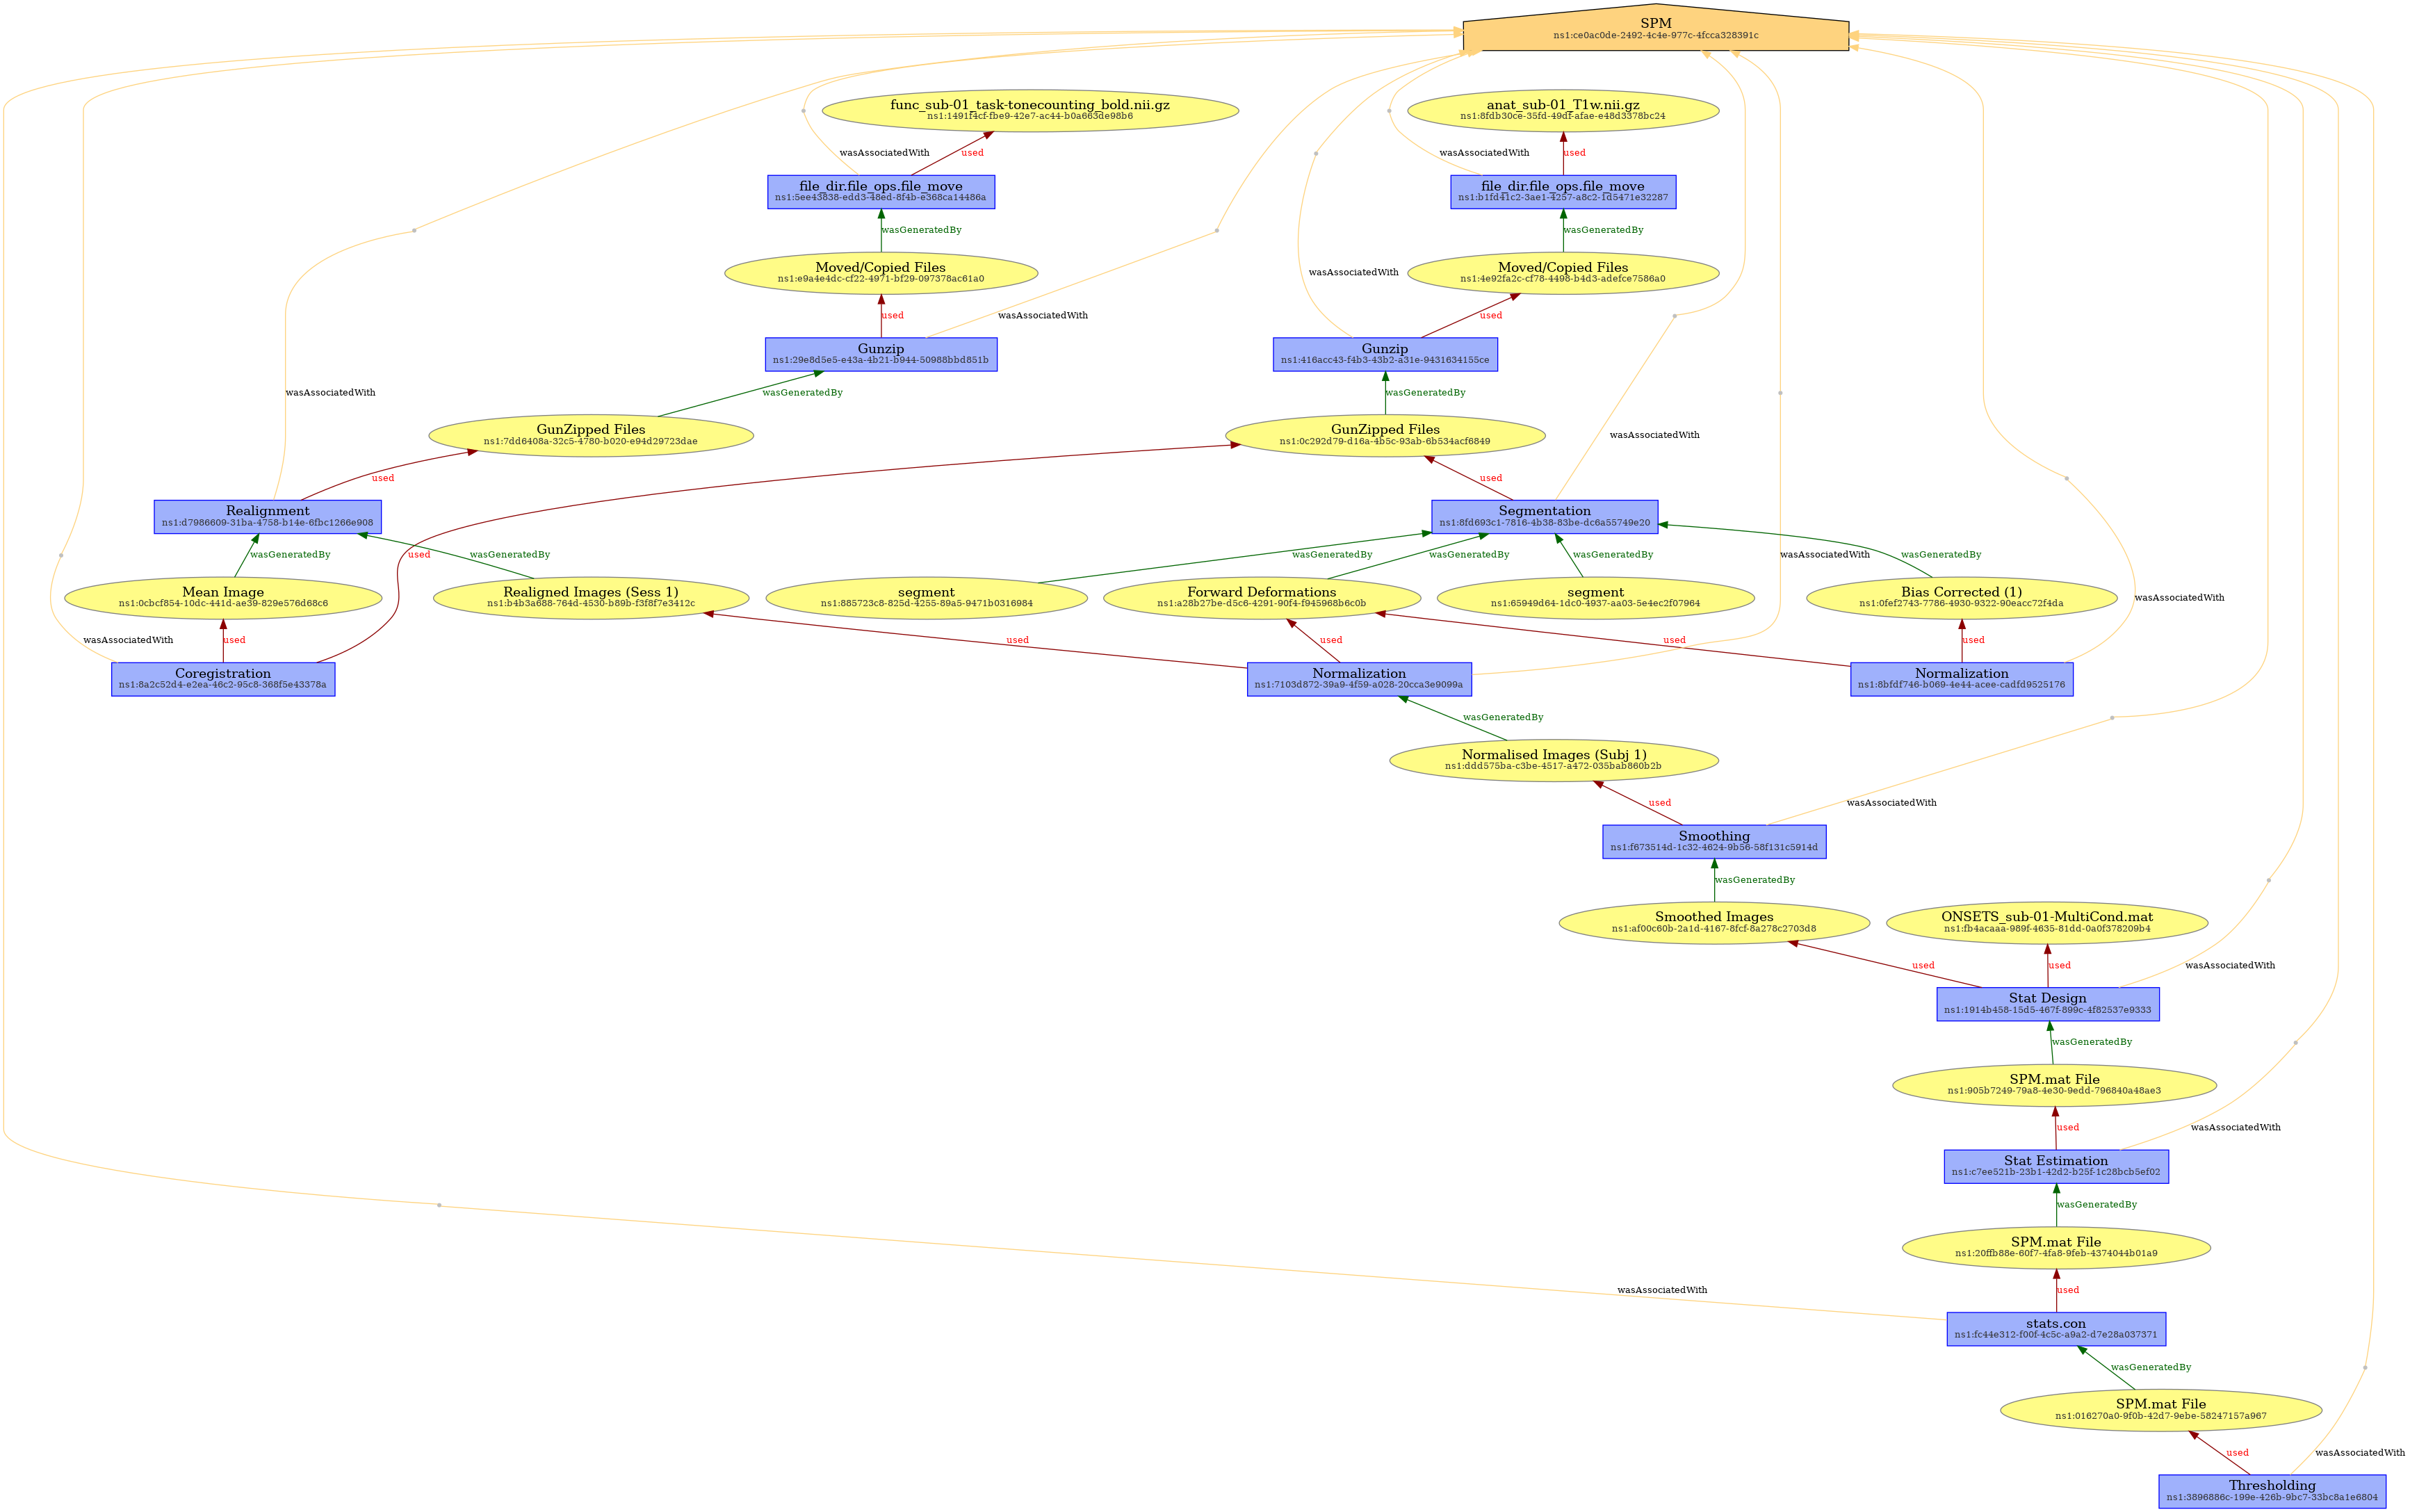 SPM
ns1:ce0ac0de-2492-4c4e-977c-4fcca328391c
func_sub-01_task-tonecounting_bold.nii.gz
ns1:1491f4cf-fbe9-42e7-ac44-b0a663de98b6
anat_sub-01_T1w.nii.gz
ns1:8fdb30ce-35fd-49df-afae-e48d3378bc24
wasAssociatedWith
used
wasAssociatedWith
used
file_dir.file_ops.file_move
ns1:5ee43838-edd3-48ed-8f4b-e368ca14486a
file_dir.file_ops.file_move
ns1:b1fd41c2-3ae1-4257-a8c2-1d5471e32287
wasGeneratedBy
wasGeneratedBy
Moved/Copied Files
ns1:e9a4e4dc-cf22-4971-bf29-097378ac61a0
wasAssociatedWith
Moved/Copied Files
ns1:4e92fa2c-cf78-4498-b4d3-adefce7586a0
used
wasAssociatedWith
used
Gunzip
ns1:29e8d5e5-e43a-4b21-b944-50988bbd851b
Gunzip
ns1:416acc43-f4b3-43b2-a31e-9431634155ce
wasAssociatedWith
wasGeneratedBy
wasGeneratedBy
GunZipped Files
ns1:7dd6408a-32c5-4780-b020-e94d29723dae
GunZipped Files
ns1:0c292d79-d16a-4b5c-93ab-6b534acf6849
wasAssociatedWith
used
used
Realignment
ns1:d7986609-31ba-4758-b14e-6fbc1266e908
Segmentation
ns1:8fd693c1-7816-4b38-83be-dc6a55749e20
wasGeneratedBy
used
wasGeneratedBy
wasGeneratedBy
wasGeneratedBy
wasGeneratedBy
wasAssociatedWith
wasGeneratedBy
Mean Image
ns1:0cbcf854-10dc-441d-ae39-829e576d68c6
Realigned Images (Sess 1)
ns1:b4b3a688-764d-4530-b89b-f3f8f7e3412c
segment
ns1:885723c8-825d-4255-89a5-9471b0316984
Forward Deformations
ns1:a28b27be-d5c6-4291-90f4-f945968b6c0b
segment
ns1:65949d64-1dc0-4937-aa03-5e4ec2f07964
Bias Corrected (1)
ns1:0fef2743-7786-4930-9322-90eacc72f4da
wasAssociatedWith
wasAssociatedWith
used
used
used
used
used
Coregistration
ns1:8a2c52d4-e2ea-46c2-95c8-368f5e43378a
Normalization
ns1:7103d872-39a9-4f59-a028-20cca3e9099a
Normalization
ns1:8bfdf746-b069-4e44-acee-cadfd9525176
wasGeneratedBy
Normalised Images (Subj 1)
ns1:ddd575ba-c3be-4517-a472-035bab860b2b
used
wasAssociatedWith
Smoothing
ns1:f673514d-1c32-4624-9b56-58f131c5914d
wasGeneratedBy
Smoothed Images
ns1:af00c60b-2a1d-4167-8fcf-8a278c2703d8
ONSETS_sub-01-MultiCond.mat
ns1:fb4acaaa-989f-4635-81dd-0a0f378209b4
used
used
wasAssociatedWith
Stat Design
ns1:1914b458-15d5-467f-899c-4f82537e9333
wasGeneratedBy
SPM.mat File
ns1:905b7249-79a8-4e30-9edd-796840a48ae3
used
wasAssociatedWith
Stat Estimation
ns1:c7ee521b-23b1-42d2-b25f-1c28bcb5ef02
wasGeneratedBy
SPM.mat File
ns1:20ffb88e-60f7-4fa8-9feb-4374044b01a9
wasAssociatedWith
used
stats.con
ns1:fc44e312-f00f-4c5c-a9a2-d7e28a037371
wasGeneratedBy
SPM.mat File
ns1:016270a0-9f0b-42d7-9ebe-58247157a967
used
wasAssociatedWith
Thresholding
ns1:3896886c-199e-426b-9bc7-33bc8a1e6804